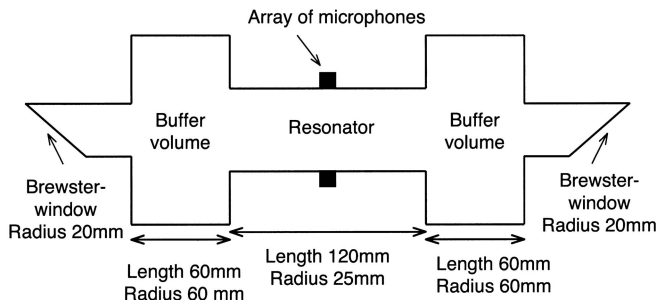 Array of microphones
Buffer
volume
Resonator
Buffer
volume
Brewster-
window
Radius 20mm
Brewster-
window
Radius 20mm
Length 60mm
Radius 60 mm
Length 120mm
Radius 25mm
Length 60mm
Radius 60mm